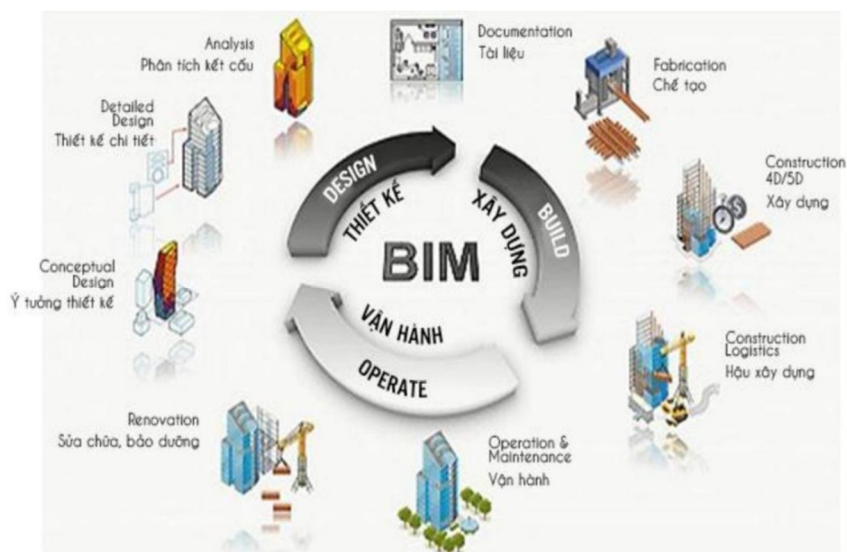 Analysis
Phân tích kết cấu
Documentation
Tài liệu
Fabrication
Chế tạo
Detailed
Design
Thiết kế chi tiết
Construction
4D/5D
Xây dựng
DESIGN
THIẾT KẾ
BUILD
XÂY DỰNG
BIM
Conceptual
Design
Ý tưởng thiết kế
VẬN HÀNH
OPERATE
Construction
Logistics
Hậu xây dựng
Renovation
Sửa chữa, bảo dưỡng
Operation &
Maintenance
Vận hành